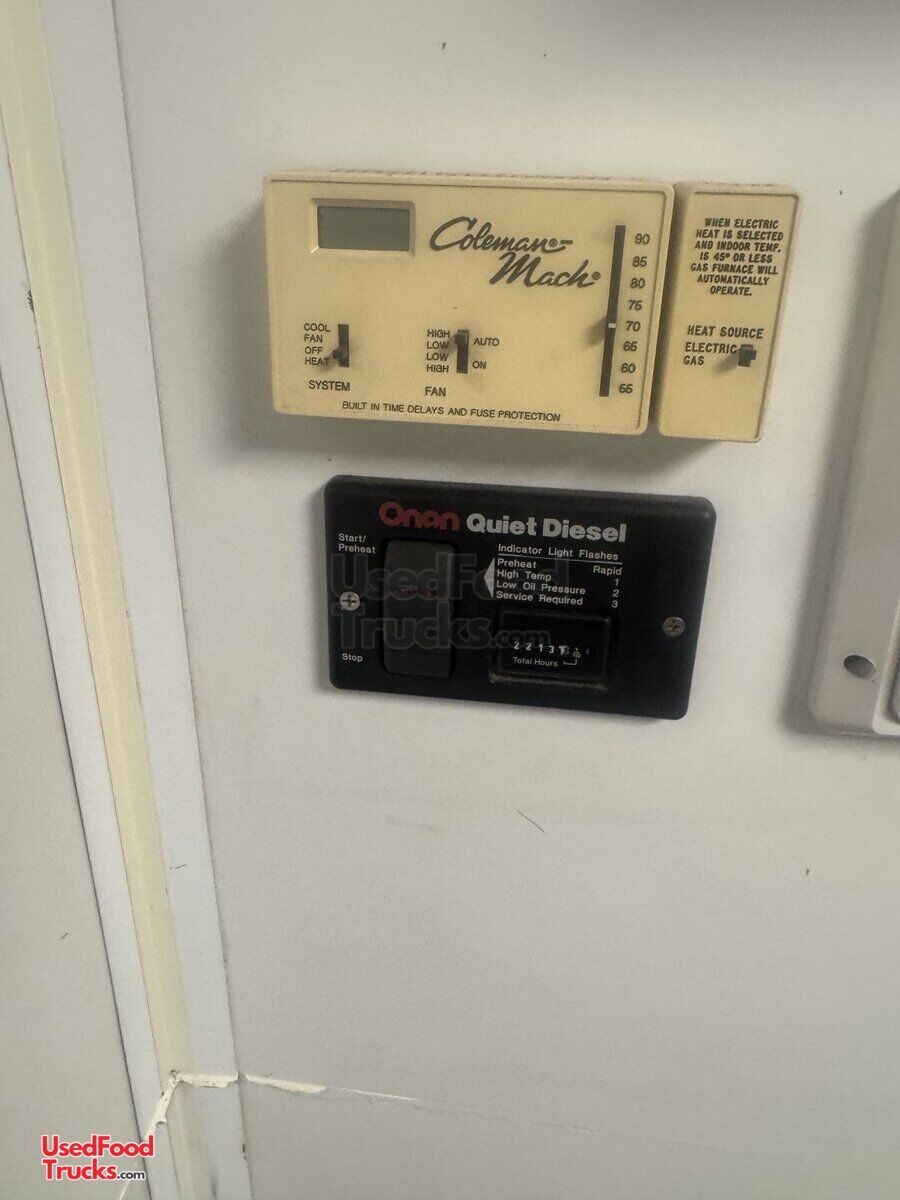 Coleman®-
Mach®
90
85
80
75
70
65
60
55
COOL
FAN
OFF
HEAT
SYSTEM
HIGH
LOW
LOW
HIGH
AUTO
ON
FAN
BUILT IN TIME DELAYS AND FUSE PROTECTION
WHEN ELECTRIC
HEAT IS SELECTED
AND INDOOR TEMP.
IS 45° OR LESS
GAS FURNACE WILL
AUTOMATICALLY
OPERATE.
HEAT SOURCE
ELECTRIC
GAS
Onan Quiet Diesel
Start/
Preheat
Stop
Indicator Light Flashes
Preheat Rapid
High Temp 1
Low Oil Pressure 2
Service Required 3
2213
1/10
Total Hours
UsedFood
Trucks.com
UsedFood
Trucks.com